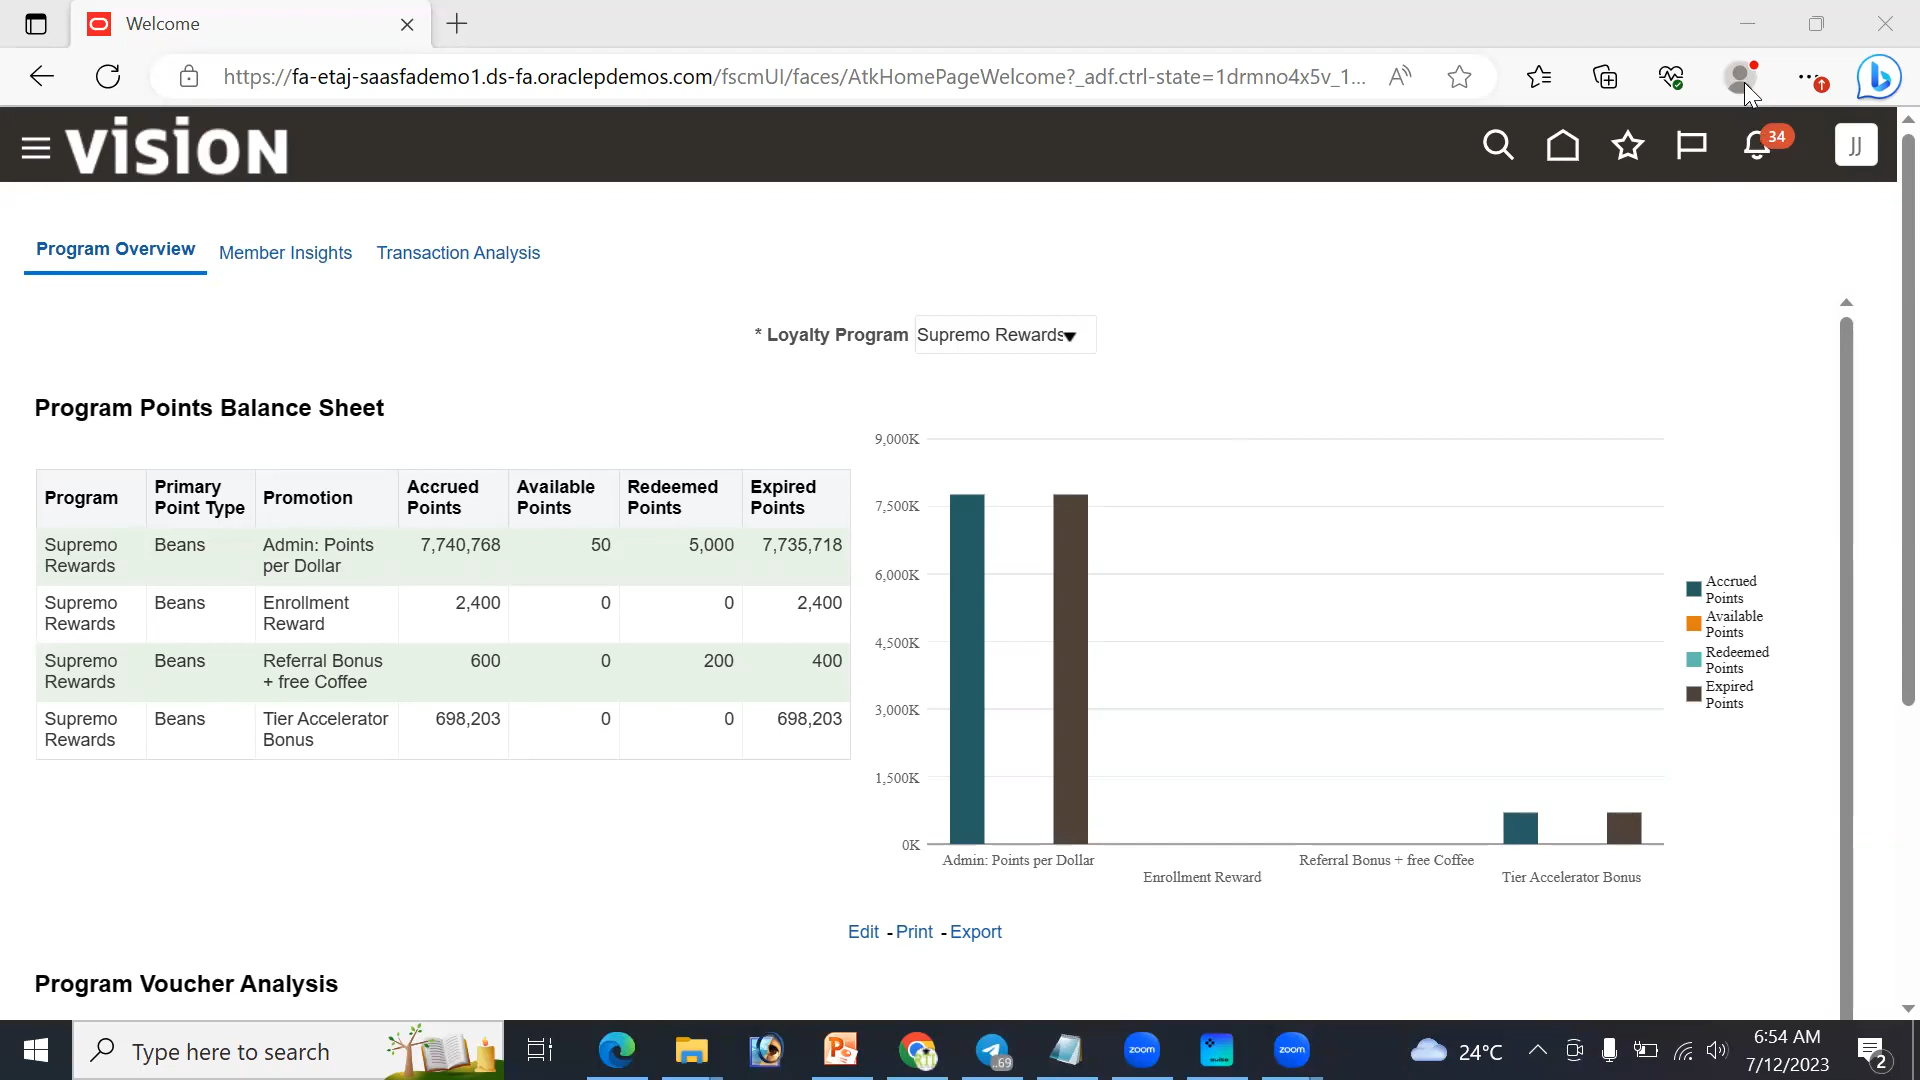 Welcome
https://fa-etaj-saasfademo1.ds-fa.oraclepdemos.com/fscmUI/faces/AtkHomePageWelcome?_adf.ctrl-state=1drmno4x5v_1...
vision
34
JJ
Program Overview Member Insights Transaction Analysis
* Loyalty Program Supremo Rewards
Program Points Balance Sheet
Program Primary Point Type Promotion Accrued Points Available Points Redeemed Points Expired Points
Supremo Rewards Beans Admin: Points per Dollar 7,740,768 50 5,000 7,735,718
Supremo Rewards Beans Enrollment Reward 2,400 0 0 2,400
Supremo Rewards Beans Referral Bonus + free Coffee 600 0 200 400
Supremo Rewards Beans Tier Accelerator Bonus 698,203 0 0 698,203
9,000K
7,500K
6,000K
4,500K
3,000K
1,500K
0K
Admin: Points per Dollar
Enrollment Reward
Referral Bonus + free Coffee
Tier Accelerator Bonus
Accrued Points
Available Points
Redeemed Points
Expired Points
Edit - Print - Export
Program Voucher Analysis
Type here to search
..69
zoom
zoom
24°C
6:54 AM
7/12/2023
2